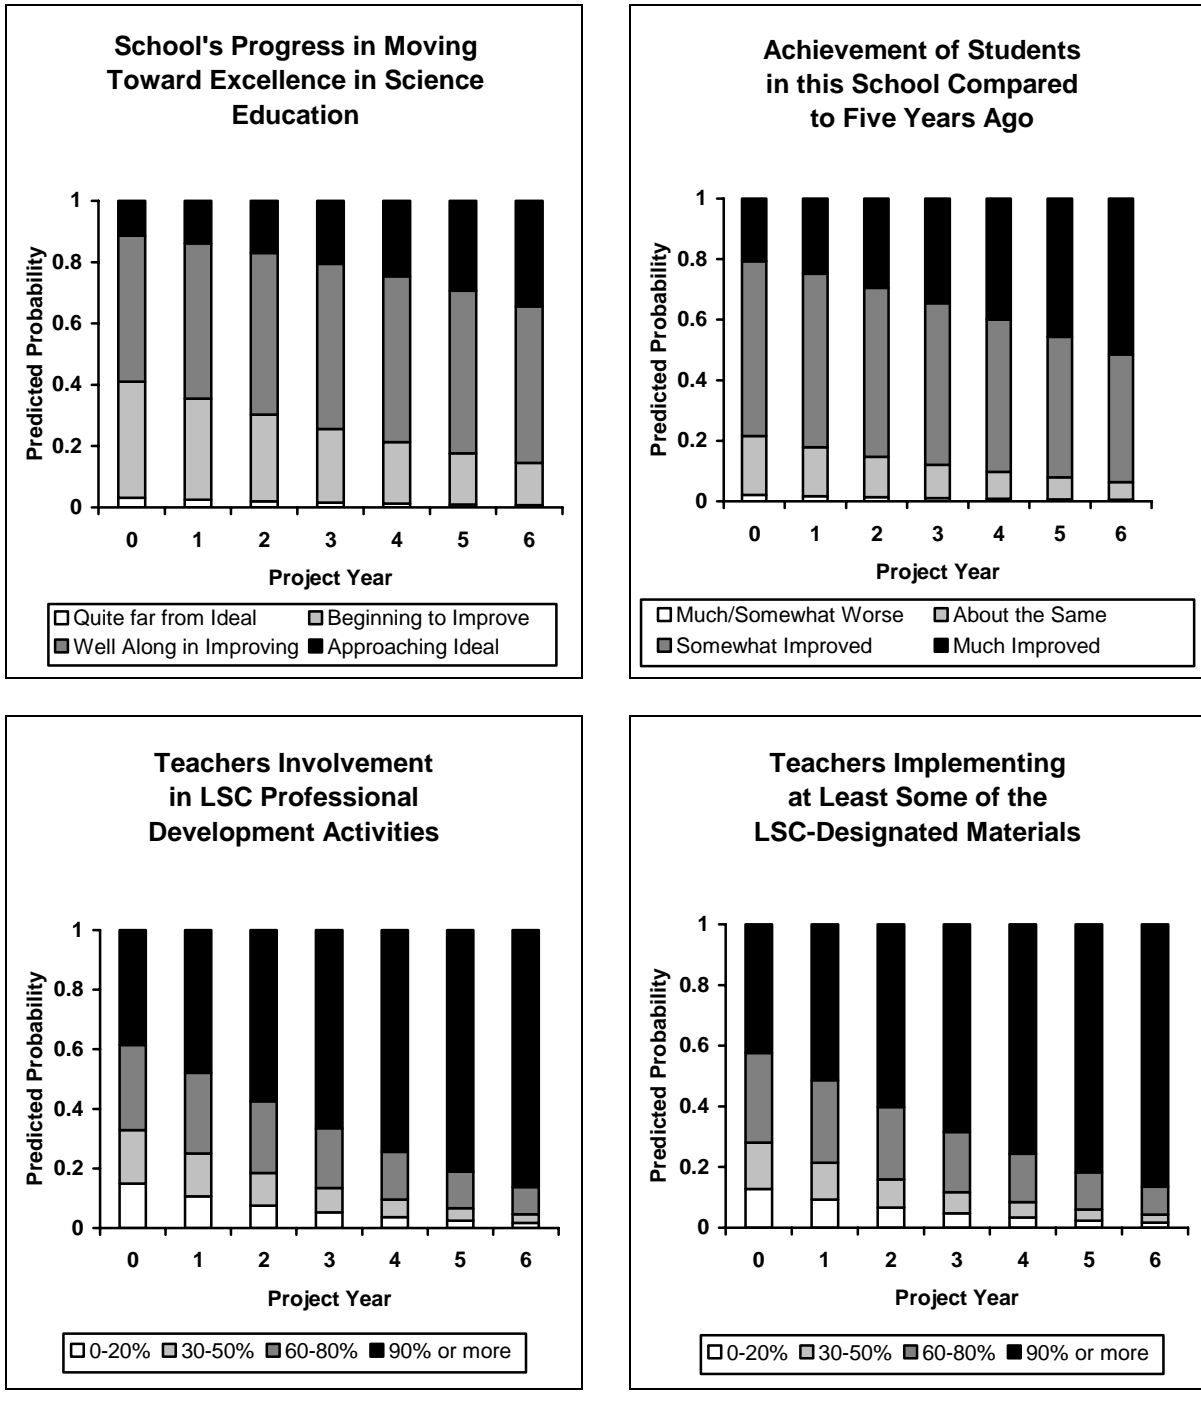 School's Progress in Moving
Toward Excellence in Science
Education
1
0.8
0.6
0.4
0.2
0
Predicted Probability
0 1 2 3 4 5 6
Project Year
Quite far from Ideal Beginning to Improve
Well Along in Improving Approaching Ideal
Achievement of Students
in this School Compared
to Five Years Ago
1
0.8
0.6
0.4
0.2
0
Predicted Probability
0 1 2 3 4 5 6
Project Year
Much/Somewhat Worse About the Same
Somewhat Improved Much Improved
Teachers Involvement
in LSC Professional
Development Activities
1
0.8
0.6
0.4
0.2
0
Predicted Probability
0 1 2 3 4 5 6
Project Year
0-20% 30-50% 60-80% 90% or more
Teachers Implementing
at Least Some of the
LSC-Designated Materials
1
0.8
0.6
0.4
0.2
0
Predicted Probability
0 1 2 3 4 5 6
Project Year
0-20% 30-50% 60-80% 90% or more